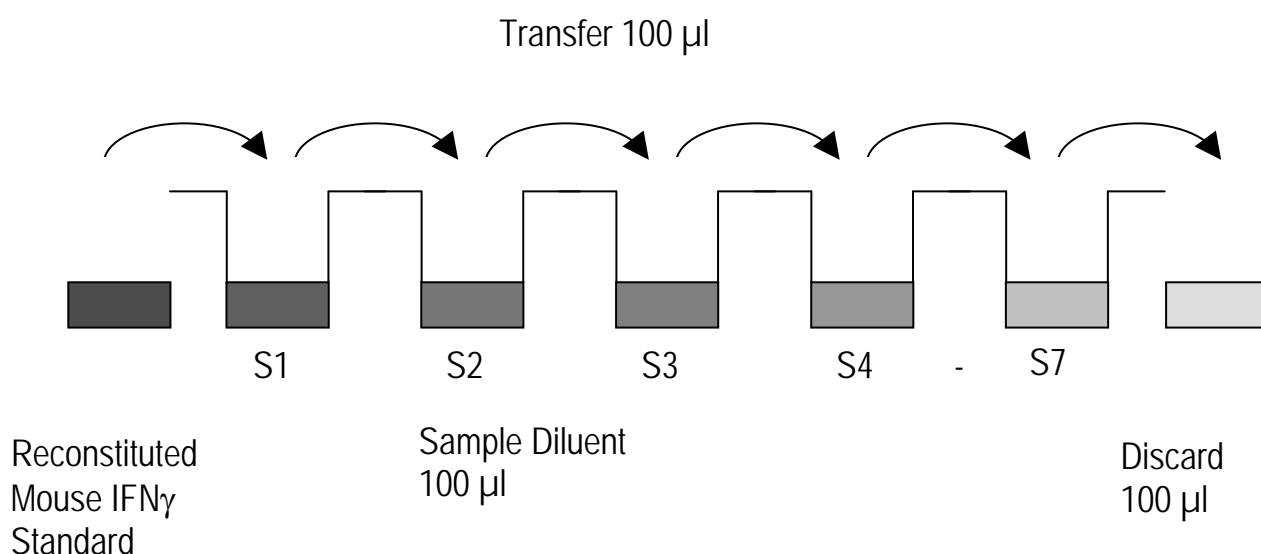 Transfer 100 µl
S1 S2 S3 S4 - S7
Reconstituted
Mouse IFNγ
Standard
Sample Diluent
100 µl
Discard
100 µl